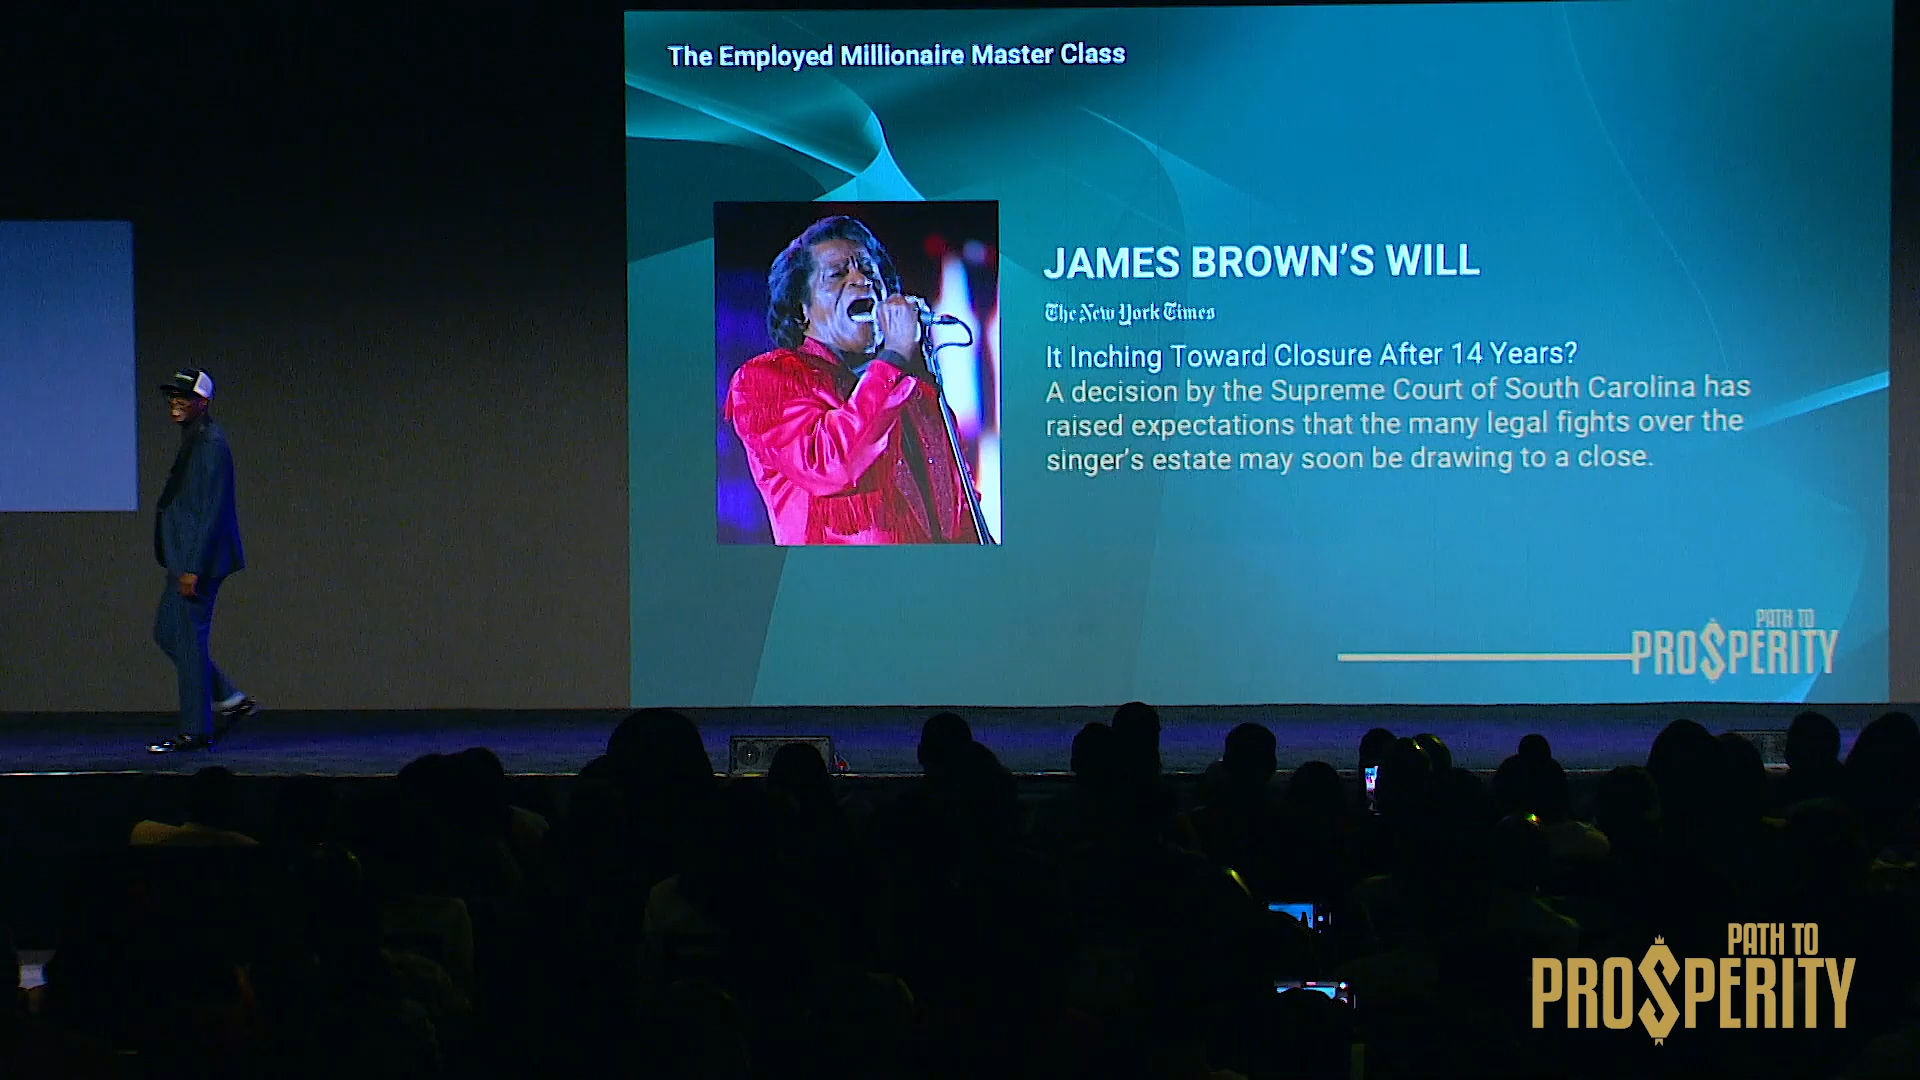 The Employed Millionaire Master Class
JAMES BROWN'S WILL
The New York Times
It Inching Toward Closure After 14 Years?
A decision by the Supreme Court of South Carolina has
raised expectations that the many legal fights over the
singer's estate may soon be drawing to a close.
PATH TO
PRO$PERITY
PATH TO
PRO$PERITY